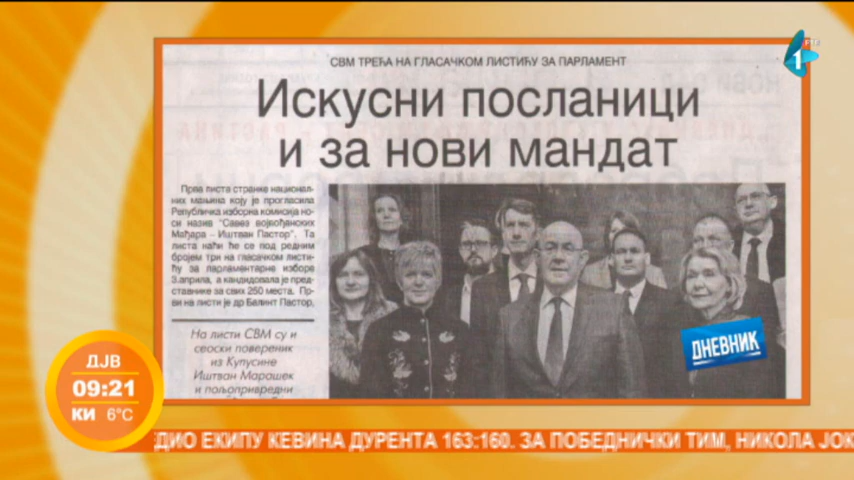 РТС
1
СВМ ТРЕЋА НА ГЛАСАЧКОМ ЛИСТИЋУ ЗА ПАРЛАМЕНТ
Искусни посланици
и за нови мандат
Прва листа странке национал-
них мањина коју је прогласила
Републичка изборна комисија но-
си назив "Савез војвођанских
Мађара – Иштван Пастор". Та
листа наћи ће се под редним
бројем три на гласачком листи-
ћу за парламентарне изборе
3.априла, а кандидовала је пред-
ставнике за свих 250 места. Пр-
ви на листи је др Балинт Пастор,
На листи СВМ су и
сеоски повереник
из Купусине
Иштван Марашек
и пољопривредни
ДНЕВНИК
ДЈВ
09:21
КИ 6°C
ДИО ЕКИПУ КЕВИНА ДУРЕНТА 163:160. ЗА ПОБЕДНИЧКИ ТИМ, НИКОЛА ЈОК